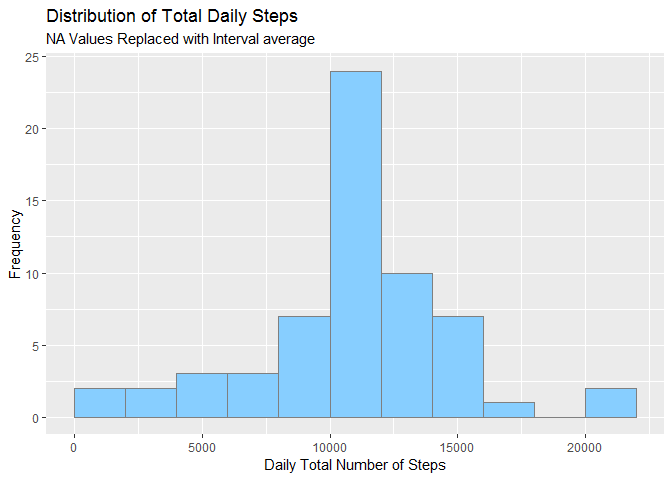 Distribution of Total Daily Steps
NA Values Replaced with Interval average
25
20
15
10
5
0
Frequency
0 5000 10000 15000 20000
Daily Total Number of Steps